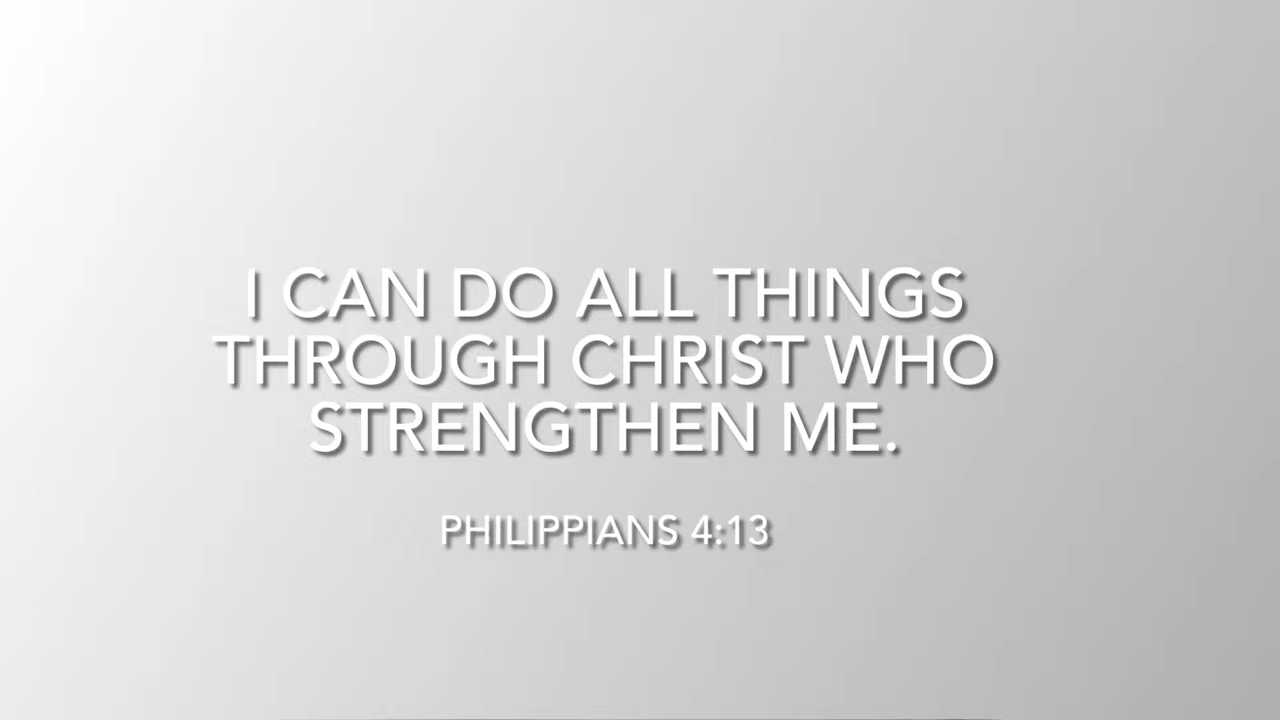 I CAN DO ALL THINGS
THROUGH CHRIST WHO
STRENGTHEN ME.
PHILIPPIANS 4:13